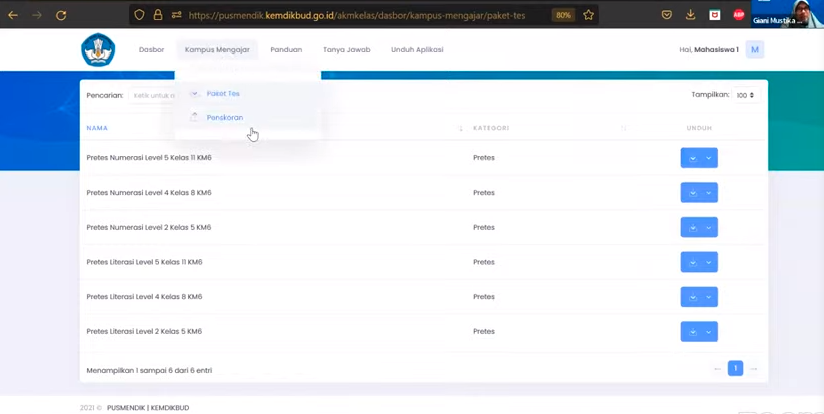 https://pusmendik.kemdikbud.go.id/akmkelas/dasbor/kampus-mengajar/paket-tes
80%
ABP
Giani Mustika
Dasbor
Kampus Mengajar
Panduan
Tanya Jawab
Unduh Aplikasi
Hai, Mahasiswa 1
M
Paket Tes
Penskoran
Pencarian:
Ketik untuk
Tampilkan:
100
NAMA
KATEGORI
UNDUH
Pretes Numerasi Level 5 Kelas 11 KM6
Pretes
Pretes Numerasi Level 4 Kelas 8 KM6
Pretes
Pretes Numerasi Level 2 Kelas 5 KM6
Pretes
Pretes Literasi Level 5 Kelas 11 KM6
Pretes
Pretes Literasi Level 4 Kelas 8 KM6
Pretes
Pretes Literasi Level 2 Kelas 5 KM6
Pretes
Menampilkan 1 sampai 6 dari 6 entri
1
2021 © PUSMENDIK | KEMDIKBUD